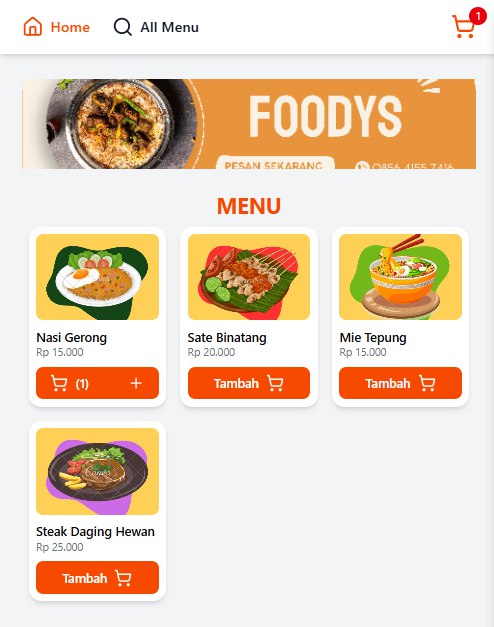 Home All Menu 1
FOODYS
PESAN SEKARANG 0856 4155 7416
MENU
Nasi Gerong
Rp 15.000
(1) +
Sate Binatang
Rp 20.000
Tambah
Mie Tepung
Rp 15.000
Tambah
Steak Daging Hewan
Rp 25.000
Tambah